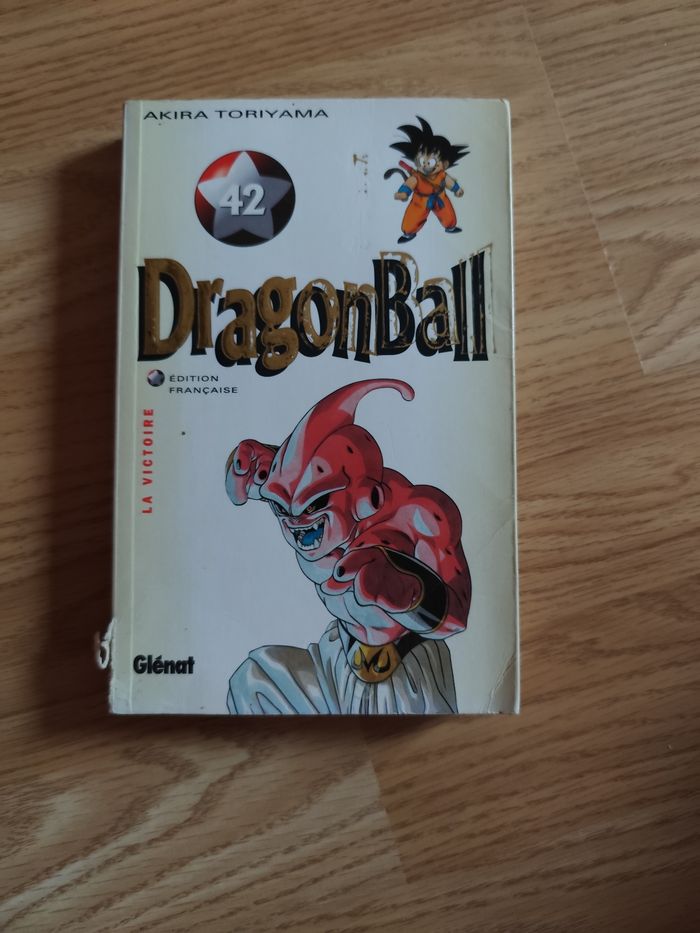 AKIRA TORIYAMA
42
DragonBall
ÉDITION
FRANÇAISE
LA VICTOIRE
Glénat
M